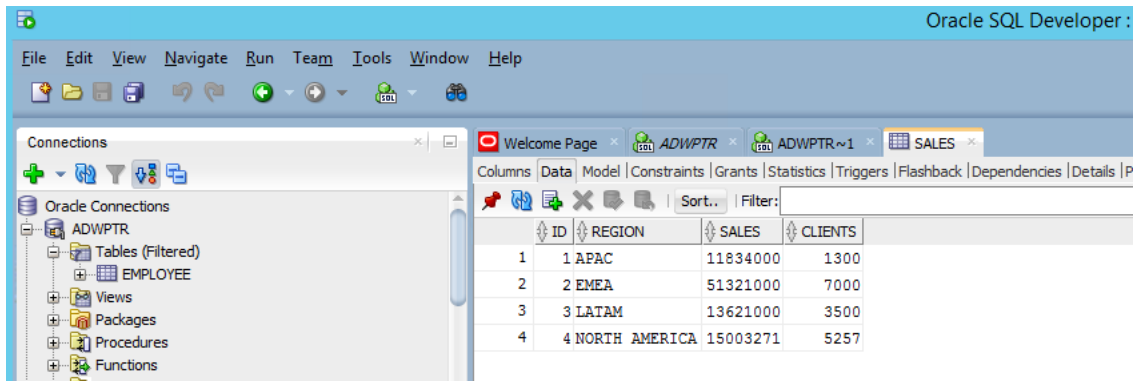 Oracle SQL Developer :
File Edit View Navigate Run Team Tools Window Help
SQL
Connections
Welcome Page ADWPTR ADWPTR~1 SALES
Columns Data Model Constraints Grants Statistics Triggers Flashback Dependencies Details P
Sort.. Filter:
Oracle Connections
ADWPTR
Tables (Filtered)
EMPLOYEE
Views
Packages
Procedures
Functions
ID REGION SALES CLIENTS
1 1 APAC 11834000 1300
2 2 EMEA 51321000 7000
3 3 LATAM 13621000 3500
4 4 NORTH AMERICA 15003271 5257